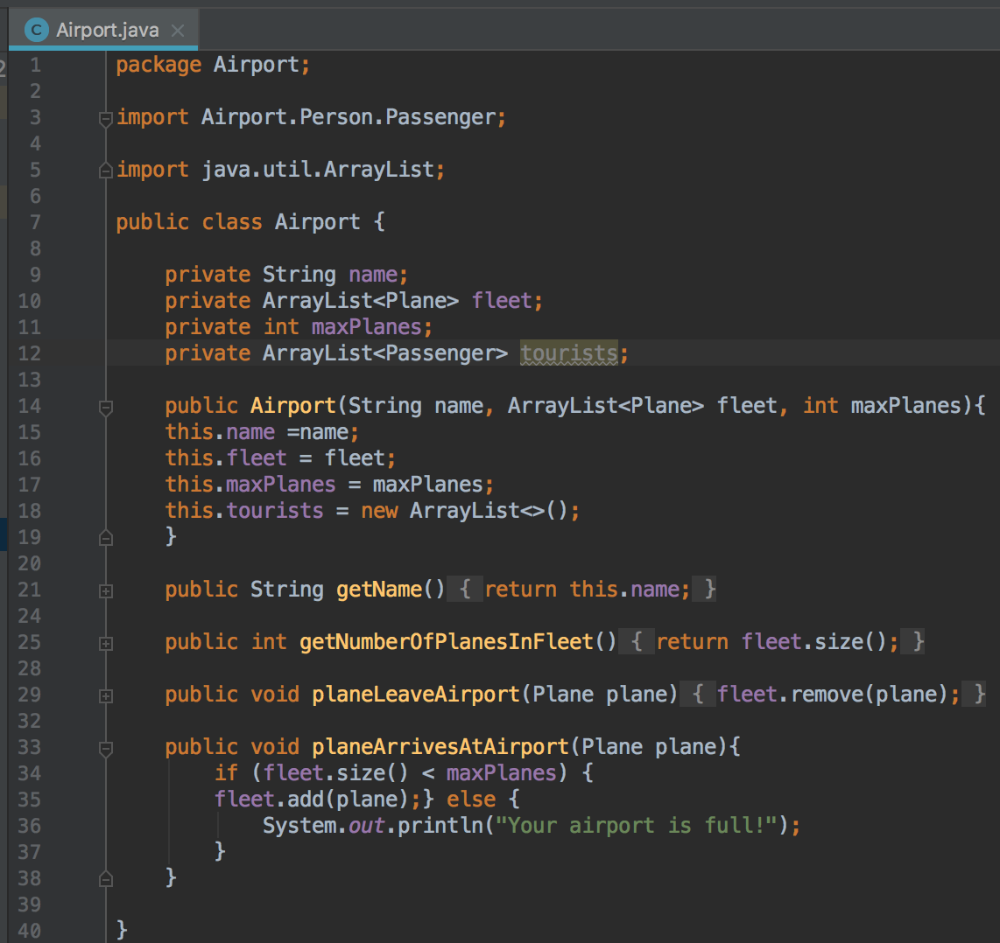 Airport.java
1 package Airport;
2
3 import Airport.Person.Passenger;
4
5 import java.util.ArrayList;
6
7 public class Airport {
8
9 private String name;
10 private ArrayList<Plane> fleet;
11 private int maxPlanes;
12 private ArrayList<Passenger> tourists;
13
14 public Airport(String name, ArrayList<Plane> fleet, int maxPlanes){
15 this.name =name;
16 this.fleet = fleet;
17 this.maxPlanes = maxPlanes;
18 this.tourists = new ArrayList<>();
19 }
20
21 public String getName() { return this.name; }
24
25 public int getNumberOfPlanesInFleet() { return fleet.size(); }
28
29 public void planeLeaveAirport(Plane plane) { fleet.remove(plane); }
32
33 public void planeArrivesAtAirport(Plane plane){
34 if (fleet.size() < maxPlanes) {
35 fleet.add(plane);} else {
36 System.out.println("Your airport is full!");
37 }
38 }
39
40 }